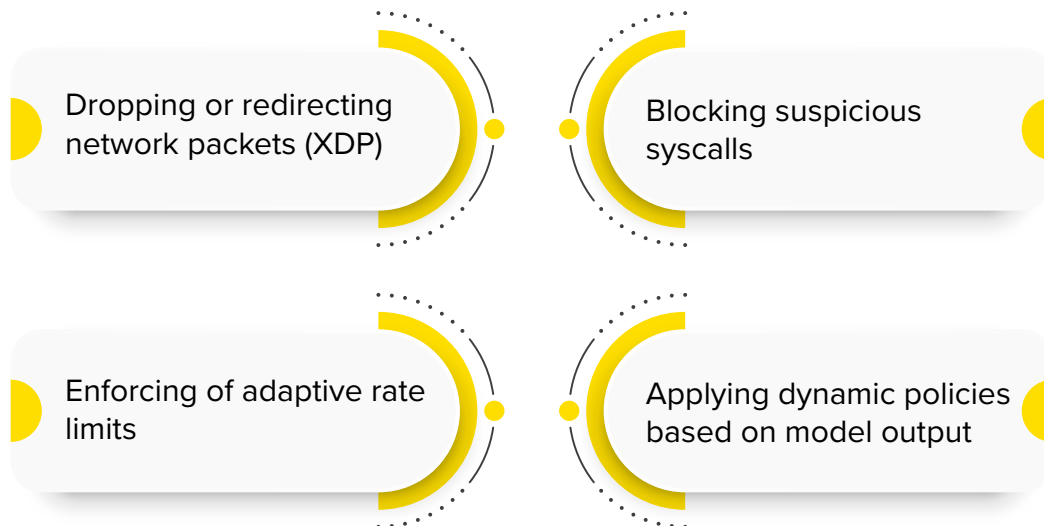 Dropping or redirecting
network packets (XDP)
Blocking suspicious
syscalls
Enforcing of adaptive rate
limits
Applying dynamic policies
based on model output